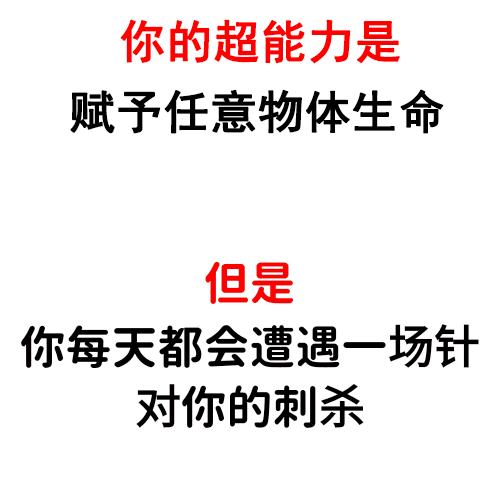 你的超能力是
赋予任意物体生命
但是
你每天都会遭遇一场针
对你的刺杀